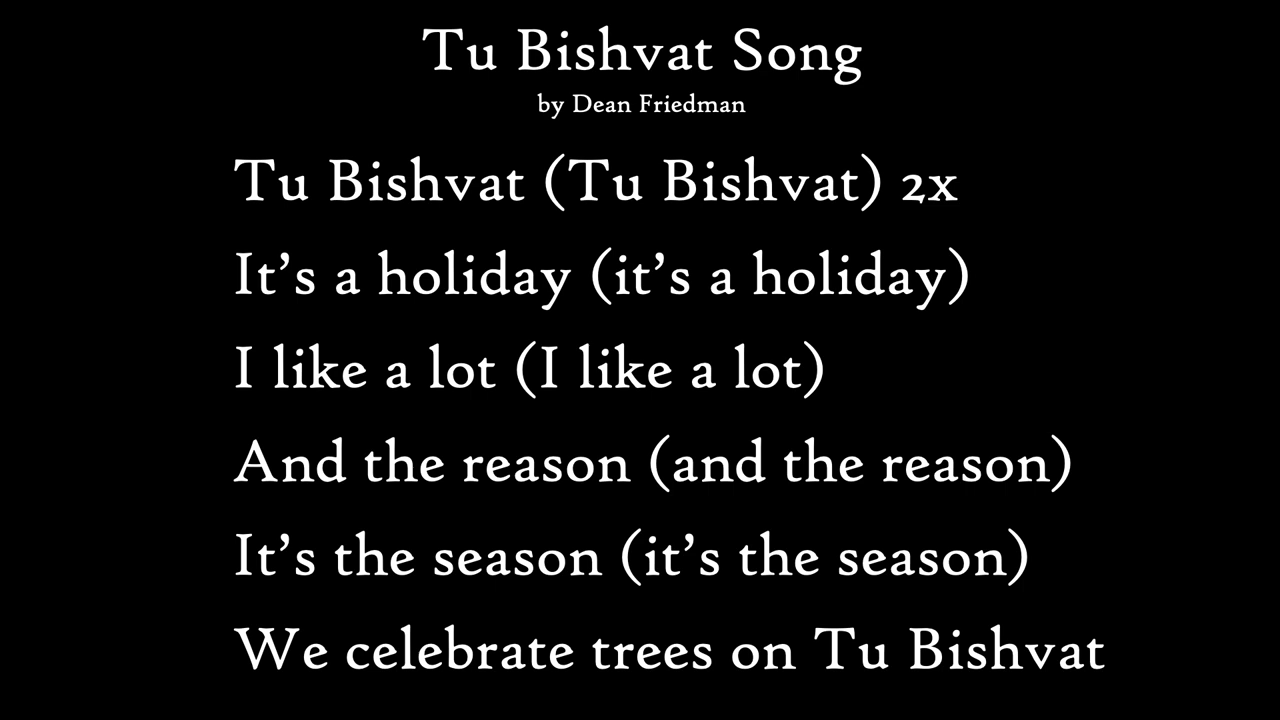 Tu Bishvat Song
by Dean Friedman
Tu Bishvat (Tu Bishvat) 2x
It’s a holiday (it’s a holiday)
I like a lot (I like a lot)
And the reason (and the reason)
It’s the season (it’s the season)
We celebrate trees on Tu Bishvat